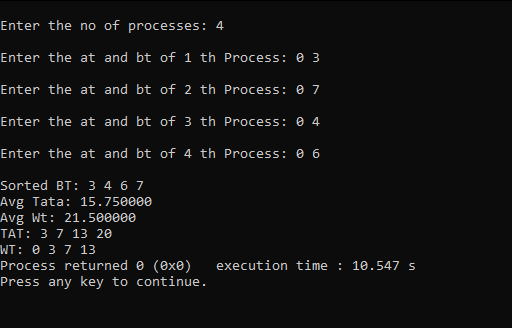 Enter the no of processes: 4
Enter the at and bt of 1 th Process: 0 3
Enter the at and bt of 2 th Process: 0 7
Enter the at and bt of 3 th Process: 0 4
Enter the at and bt of 4 th Process: 0 6
Sorted BT: 3 4 6 7
Avg Tata: 15.750000
Avg Wt: 21.500000
TAT: 3 7 13 20
WT: 0 3 7 13
Process returned 0 (0x0)   execution time : 10.547 s
Press any key to continue.